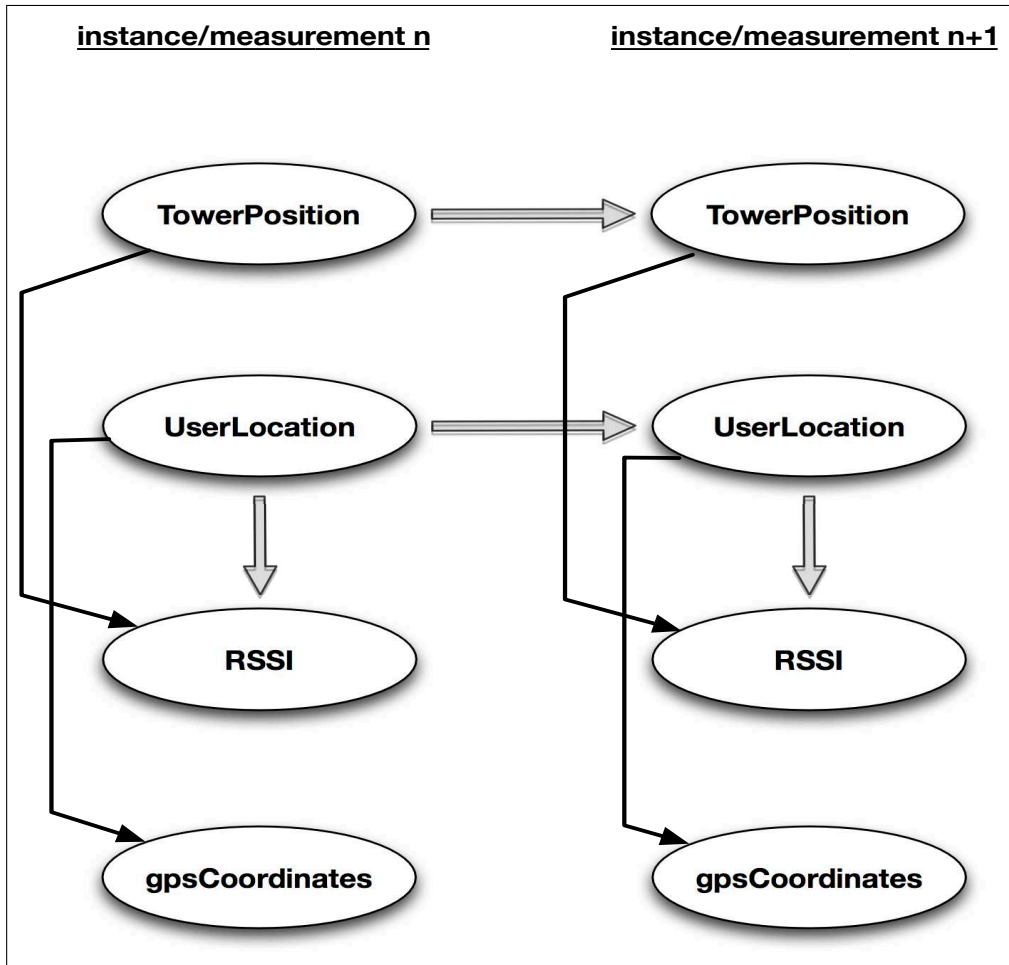 instance/measurement n
instance/measurement n+1
TowerPosition
TowerPosition
UserLocation
UserLocation
RSSI
RSSI
gpsCoordinates
gpsCoordinates